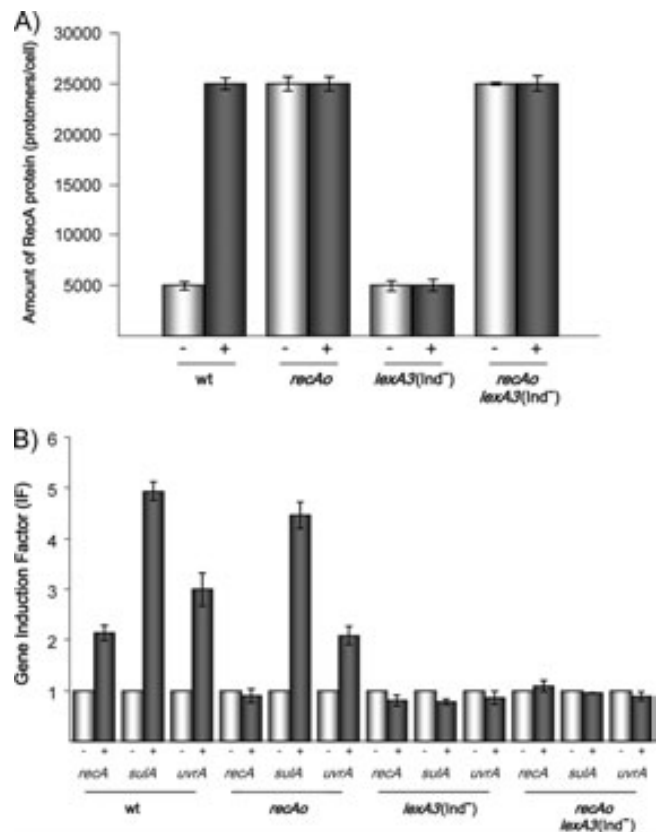 A)
Amount of RecA protein (protomers/cell)
30000
25000
20000
15000
10000
5000
- + - + - + - +
wt recAo lexA3(Ind⁻) recAo
lexA3(Ind⁻)
B)
Gene Induction Factor (IF)
6
5
4
3
2
1
- + - + - + - + - + - + - + - + - + - + - + - +
recA sulA uvrA recA sulA uvrA recA sulA uvrA recA sulA uvrA
wt recAo lexA3(Ind⁻) recAo
lexA3(Ind⁻)